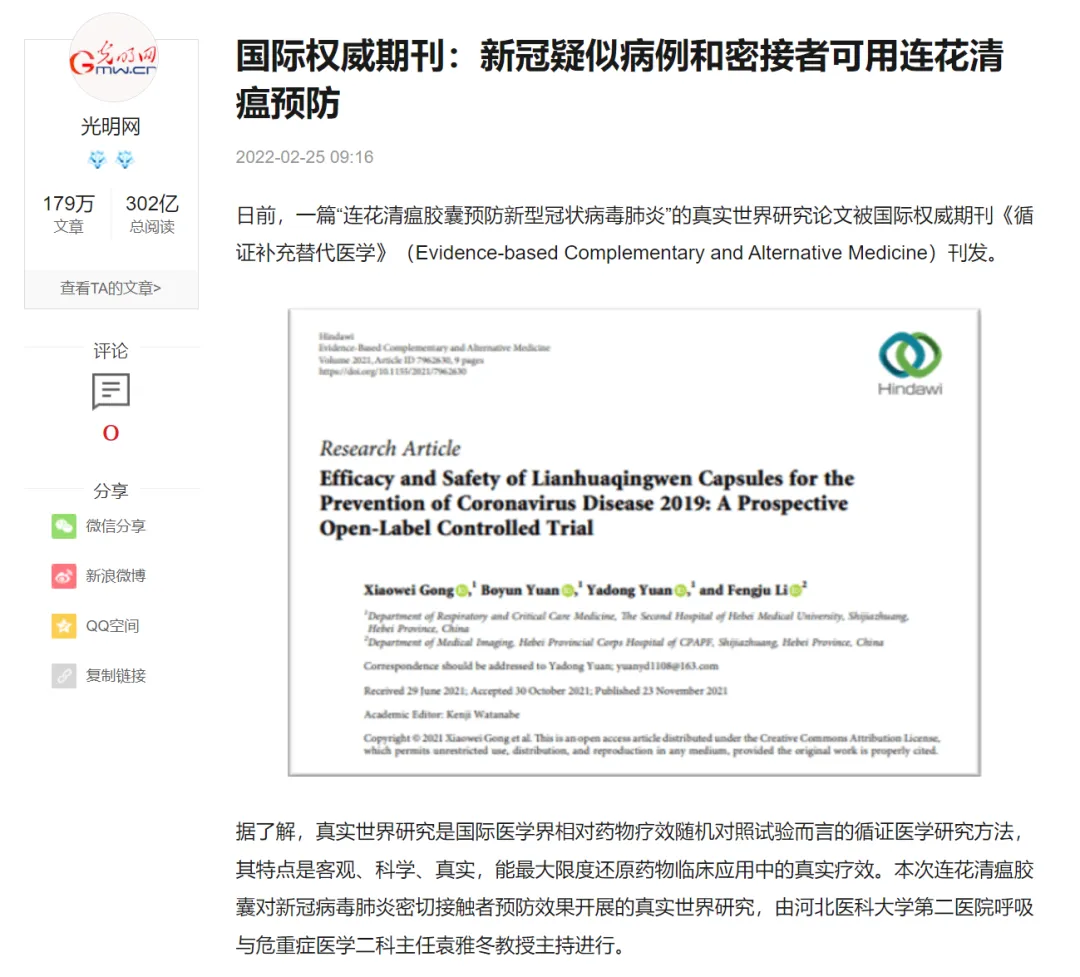 光明网
GMW.CN
光明网
179万
文章
302亿
总阅读
查看TA的文章>
评论
0
分享
微信分享
新浪微博
QQ空间
复制链接
国际权威期刊：新冠疑似病例和密接者可用连花清
瘟预防
2022-02-25 09:16
日前，一篇“连花清瘟胶囊预防新型冠状病毒肺炎”的真实世界研究论文被国际权威期刊《循
证补充替代医学》（Evidence-based Complementary and Alternative Medicine）刊发。
Hindawi
Evidence-Based Complementary and Alternative Medicine
Volume 2021, Article ID 7962630, 9 pages
https://doi.org/10.1155/2021/7962630
Hindawi
Research Article
Efficacy and Safety of Lianhuaqingwen Capsules for the
Prevention of Coronavirus Disease 2019: A Prospective
Open-Label Controlled Trial
Xiaowei Gong,1 Boyun Yuan,1 Yadong Yuan,1 and Fengju Li2
1Department of Respiratory and Critical Care Medicine, The Second Hospital of Hebei Medical University, Shijiazhuang,
Hebei Province, China
2Department of Medical Imaging, Hebei Provincial Corps Hospital of CPAPF, Shijiazhuang, Hebei Province, China
Correspondence should be addressed to Yadong Yuan; yuanyd1108@163.com
Received 29 June 2021; Accepted 30 October 2021; Published 23 November 2021
Academic Editor: Kenji Watanabe
Copyright © 2021 Xiaowei Gong et al. This is an open access article distributed under the Creative Commons Attribution License,
which permits unrestricted use, distribution, and reproduction in any medium, provided the original work is properly cited.
据了解，真实世界研究是国际医学界相对药物疗效随机对照试验而言的循证医学研究方法，
其特点是客观、科学、真实，能最大限度还原药物临床应用中的真实疗效。本次连花清瘟胶
囊对新冠病毒肺炎密切接触者预防效果开展的真实世界研究，由河北医科大学第二医院呼吸
与危重症医学二科主任袁雅冬教授主持进行。